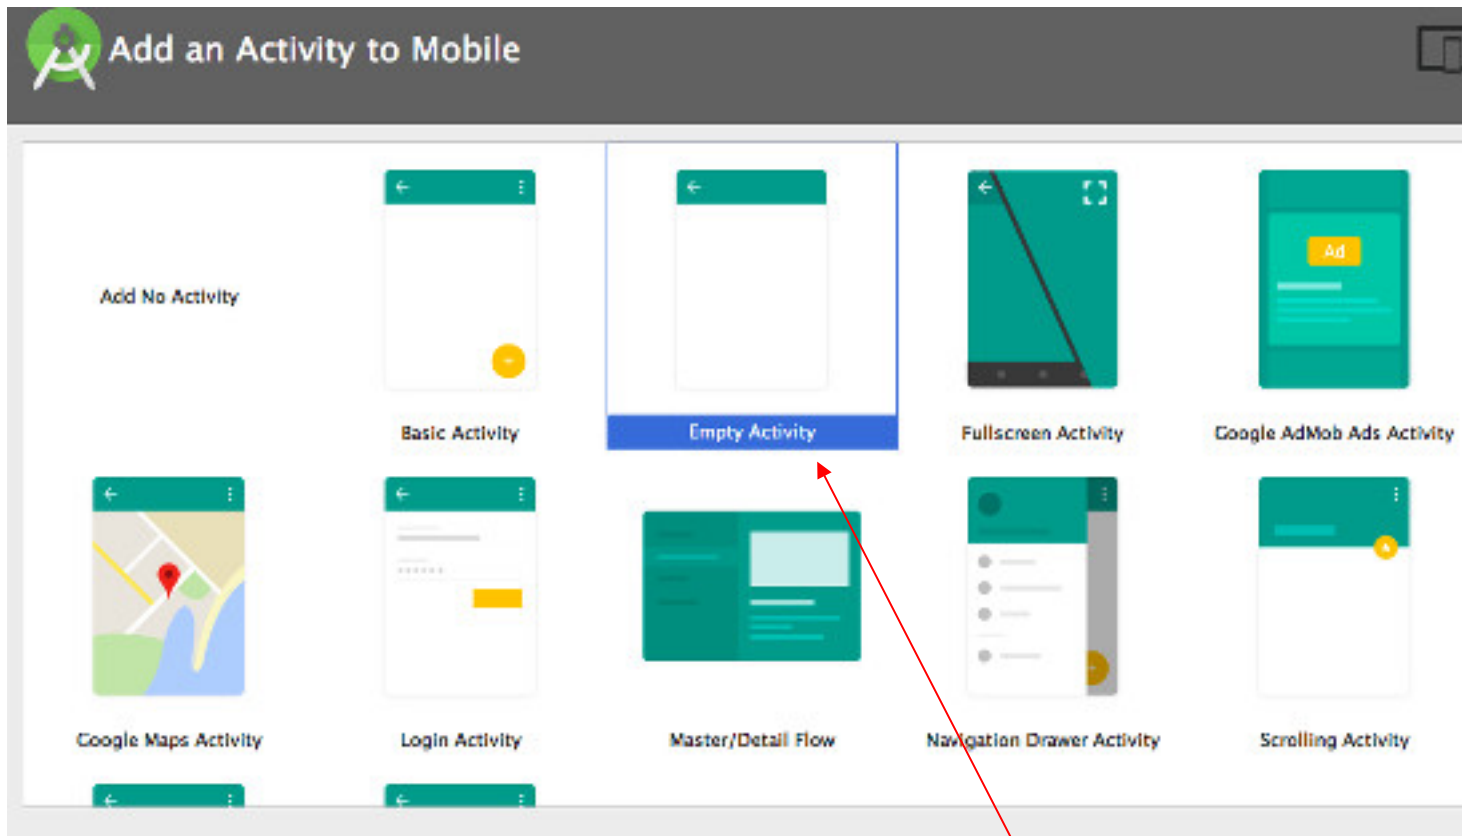 Add an Activity to Mobile
Add No Activity
Ad
Basic Activity
Empty Activity
Fullscreen Activity
Google AdMob Ads Activity
Google Maps Activity
Login Activity
Master/Detail Flow
Navigation Drawer Activity
Scrolling Activity